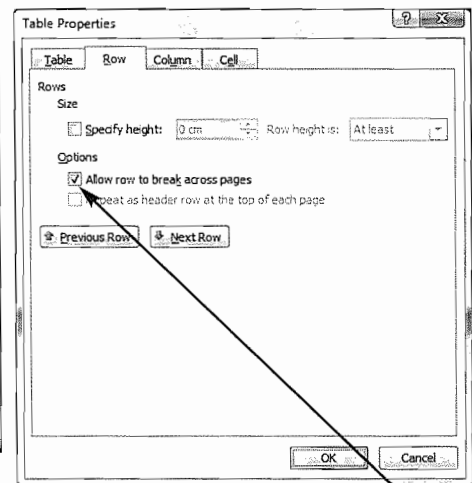 Table Properties
Table Row Column Cell
Rows
Size
Specify height: 0 cm Row height is: At least
Options
Allow row to break across pages
Repeat as header row at the top of each page
Previous Row Next Row
OK Cancel